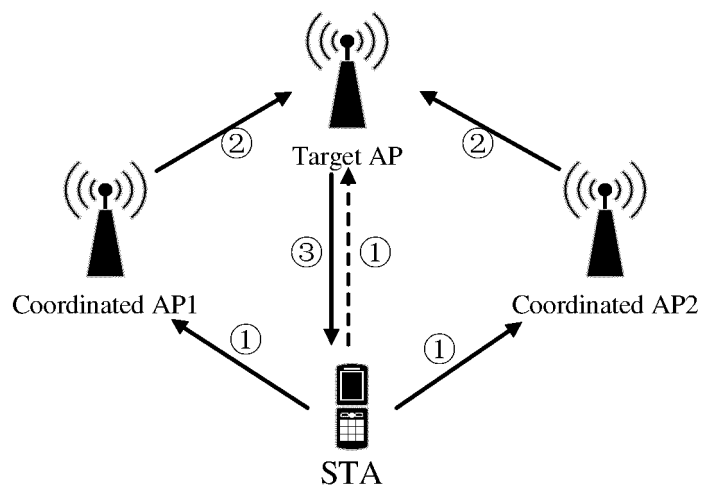 ②
②
Target AP
③
①
Coordinated AP1
Coordinated AP2
①
①
STA